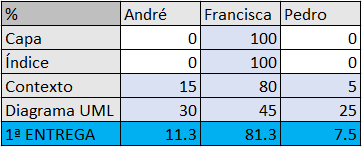 % André Francisca Pedro
Capa 0 100 0
Índice 0 100 0
Contexto 15 80 5
Diagrama UML 30 45 25
1ª ENTREGA 11.3 81.3 7.5